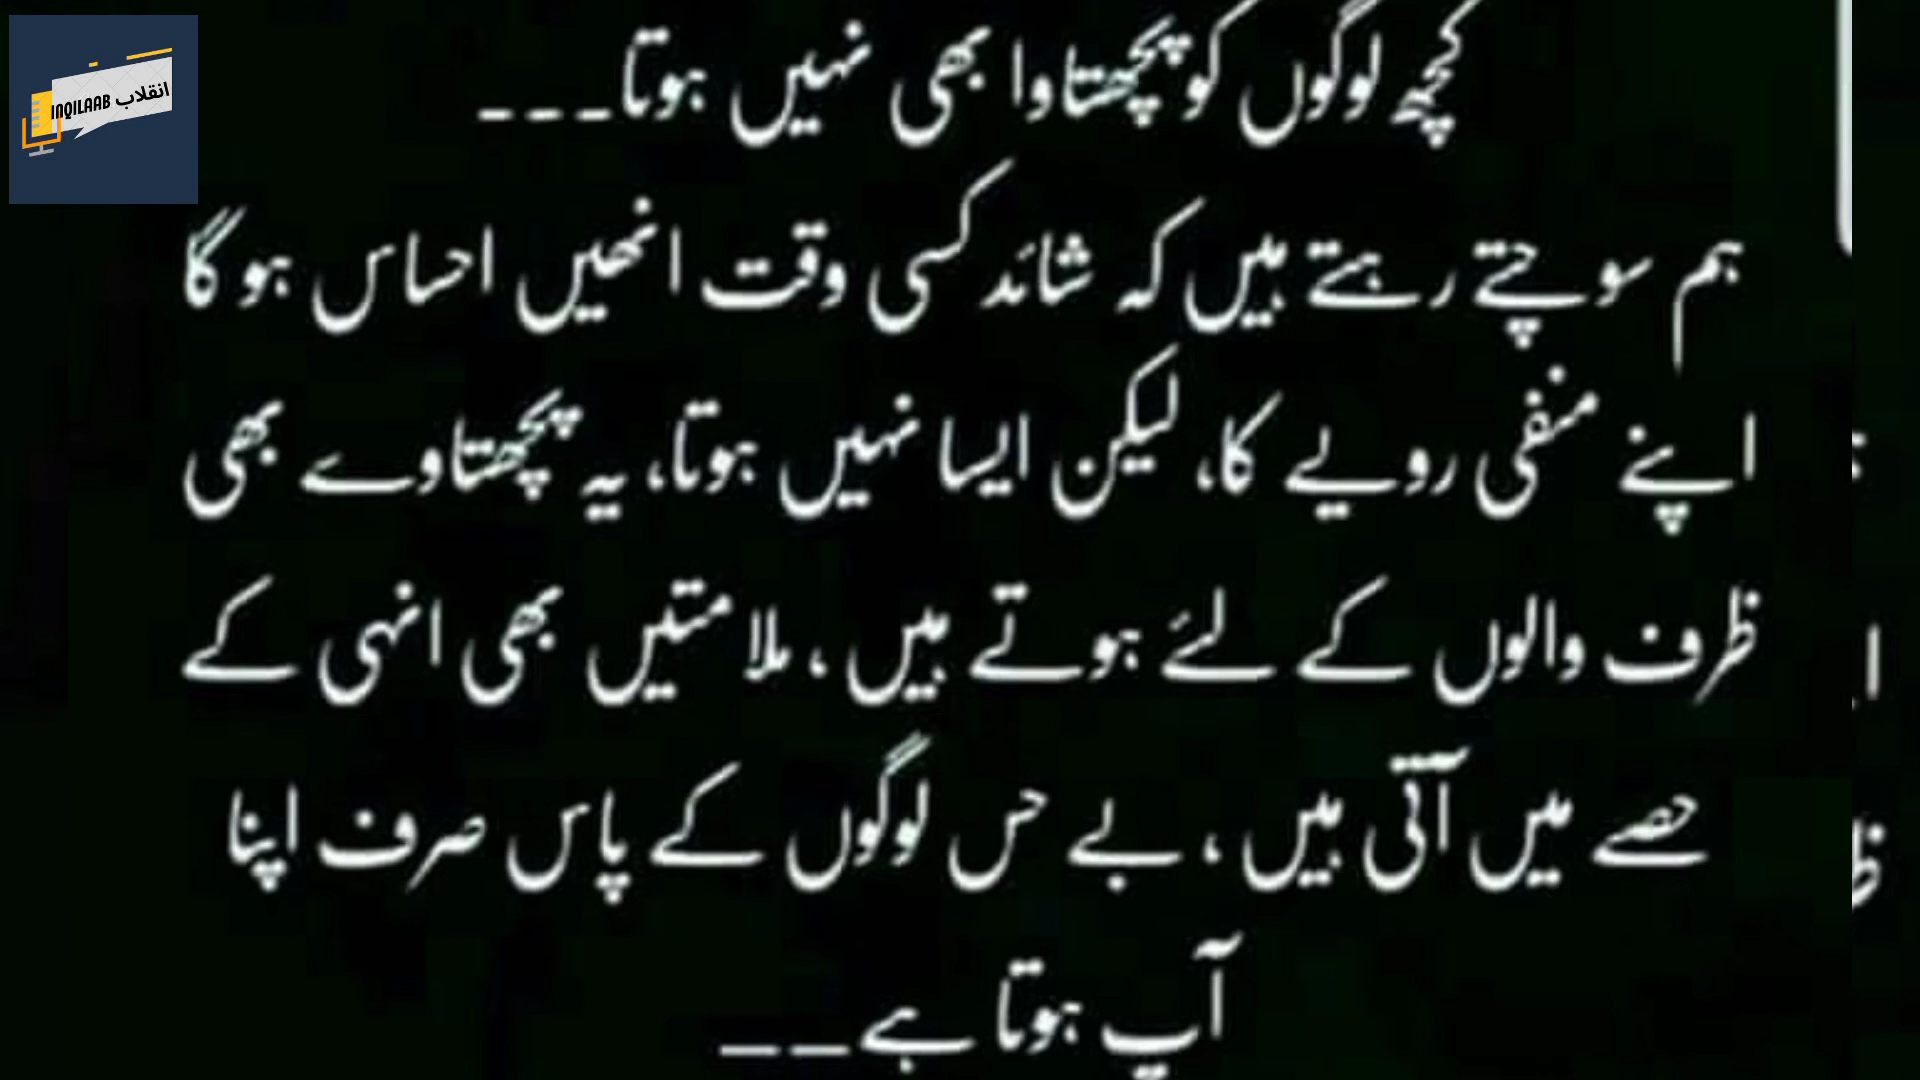 INQILAAB انقلاب
کچھ لوگوں کو پچھتاوا بھی نہیں ہوتا۔۔۔
ہم سوچتے رہتے ہیں کہ شائد کسی وقت انھیں احساس ہو گا
اپنے منفی رویے کا، لیکن ایسا نہیں ہوتا، یہ پچھتاوے بھی
ظرف والوں کے لئے ہوتے ہیں، ملامتیں بھی انہی کے
حصے میں آتی ہیں، بے حس لوگوں کے پاس صرف اپنا
آپ ہوتا ہے۔۔